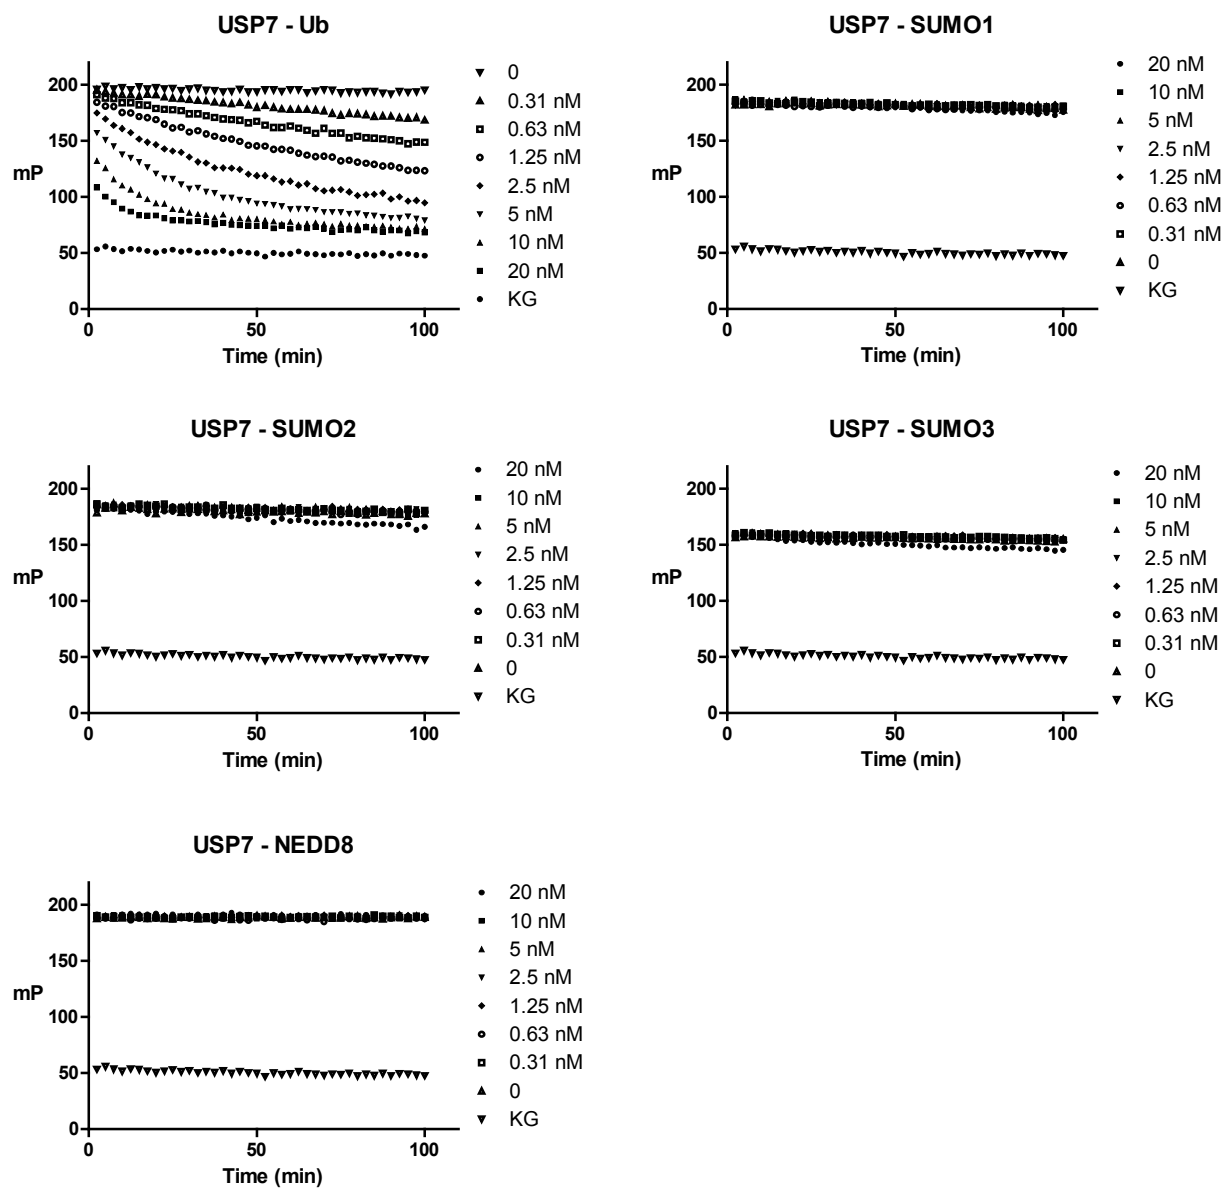 USP7 - Ub
200
150
mP
100
50
0
0
50
100
Time (min)
0
0.31 nM
0.63 nM
1.25 nM
2.5 nM
5 nM
10 nM
20 nM
KG
USP7 - SUMO1
200
150
mP
100
50
0
0
50
100
Time (min)
20 nM
10 nM
5 nM
2.5 nM
1.25 nM
0.63 nM
0.31 nM
0
KG
USP7 - SUMO2
200
150
mP
100
50
0
0
50
100
Time (min)
20 nM
10 nM
5 nM
2.5 nM
1.25 nM
0.63 nM
0.31 nM
0
KG
USP7 - SUMO3
200
150
mP
100
50
0
0
50
100
Time (min)
20 nM
10 nM
5 nM
2.5 nM
1.25 nM
0.63 nM
0.31 nM
0
KG
USP7 - NEDD8
200
150
mP
100
50
0
0
50
100
Time (min)
20 nM
10 nM
5 nM
2.5 nM
1.25 nM
0.63 nM
0.31 nM
0
KG